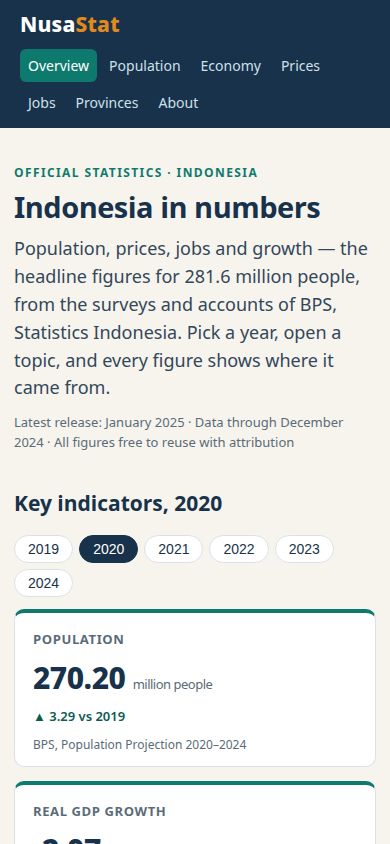 NusaStat
Overview Population Economy Prices
Jobs Provinces About
OFFICIAL STATISTICS · INDONESIA
Indonesia in numbers
Population, prices, jobs and growth — the
headline figures for 281.6 million people,
from the surveys and accounts of BPS,
Statistics Indonesia. Pick a year, open a
topic, and every figure shows where it
came from.
Latest release: January 2025 · Data through December
2024 · All figures free to reuse with attribution
Key indicators, 2020
2019 2020 2021 2022 2023
2024
POPULATION
270.20 million people
▲ 3.29 vs 2019
BPS, Population Projection 2020–2024
REAL GDP GROWTH